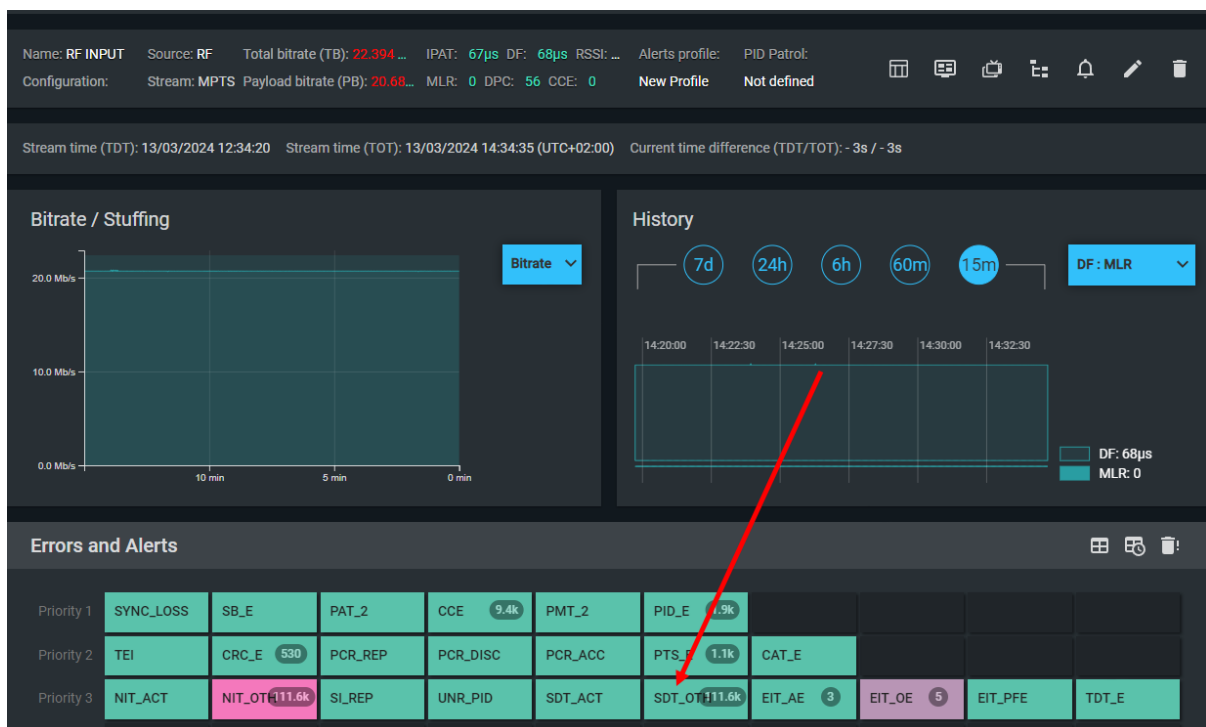 Name: RF INPUT Source: RF Total bitrate (TB): 22.394 ... IPAT: 67µs DF: 68µs RSSI: ... Alerts profile: PID Patrol:
Configuration: Stream: MPTS Payload bitrate (PB): 20.68... MLR: 0 DPC: 56 CCE: 0 New Profile Not defined
Stream time (TDT): 13/03/2024 12:34:20 Stream time (TOT): 13/03/2024 14:34:35 (UTC+02:00) Current time difference (TDT/TOT): - 3s / - 3s
Bitrate / Stuffing
Bitrate
20.0 Mb/s
10.0 Mb/s
0.0 Mb/s
10 min 5 min 0 min
History
7d 24h 6h 60m 15m DF : MLR
14:20:00 14:22:30 14:25:00 14:27:30 14:30:00 14:32:30
DF: 68µs
MLR: 0
Errors and Alerts
Priority 1 SYNC_LOSS SB_E PAT_2 CCE 9.4k PMT_2 PID_E 1.9k
Priority 2 TEI CRC_E 530 PCR_REP PCR_DISC PCR_ACC PTS_E 1.1k CAT_E
Priority 3 NIT_ACT NIT_OTH 111.6k SI_REP UNR_PID SDT_ACT SDT_OTH 111.6k EIT_AE 3 EIT_OE 5 EIT_PFE TDT_E